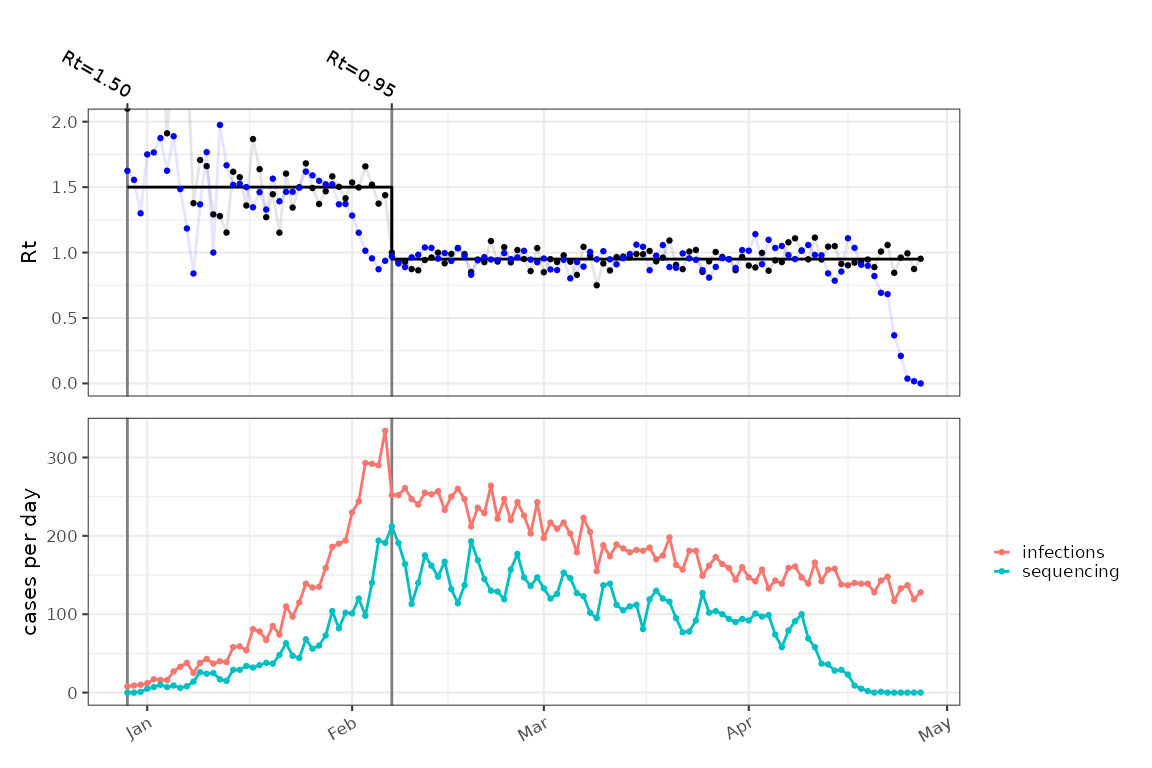 Rt=1.50
Rt=0.95
2.0
1.5
1.0
0.5
0.0
Rt
300
200
100
0
cases per day
Jan
Feb
Mar
Apr
May
infections
sequencing